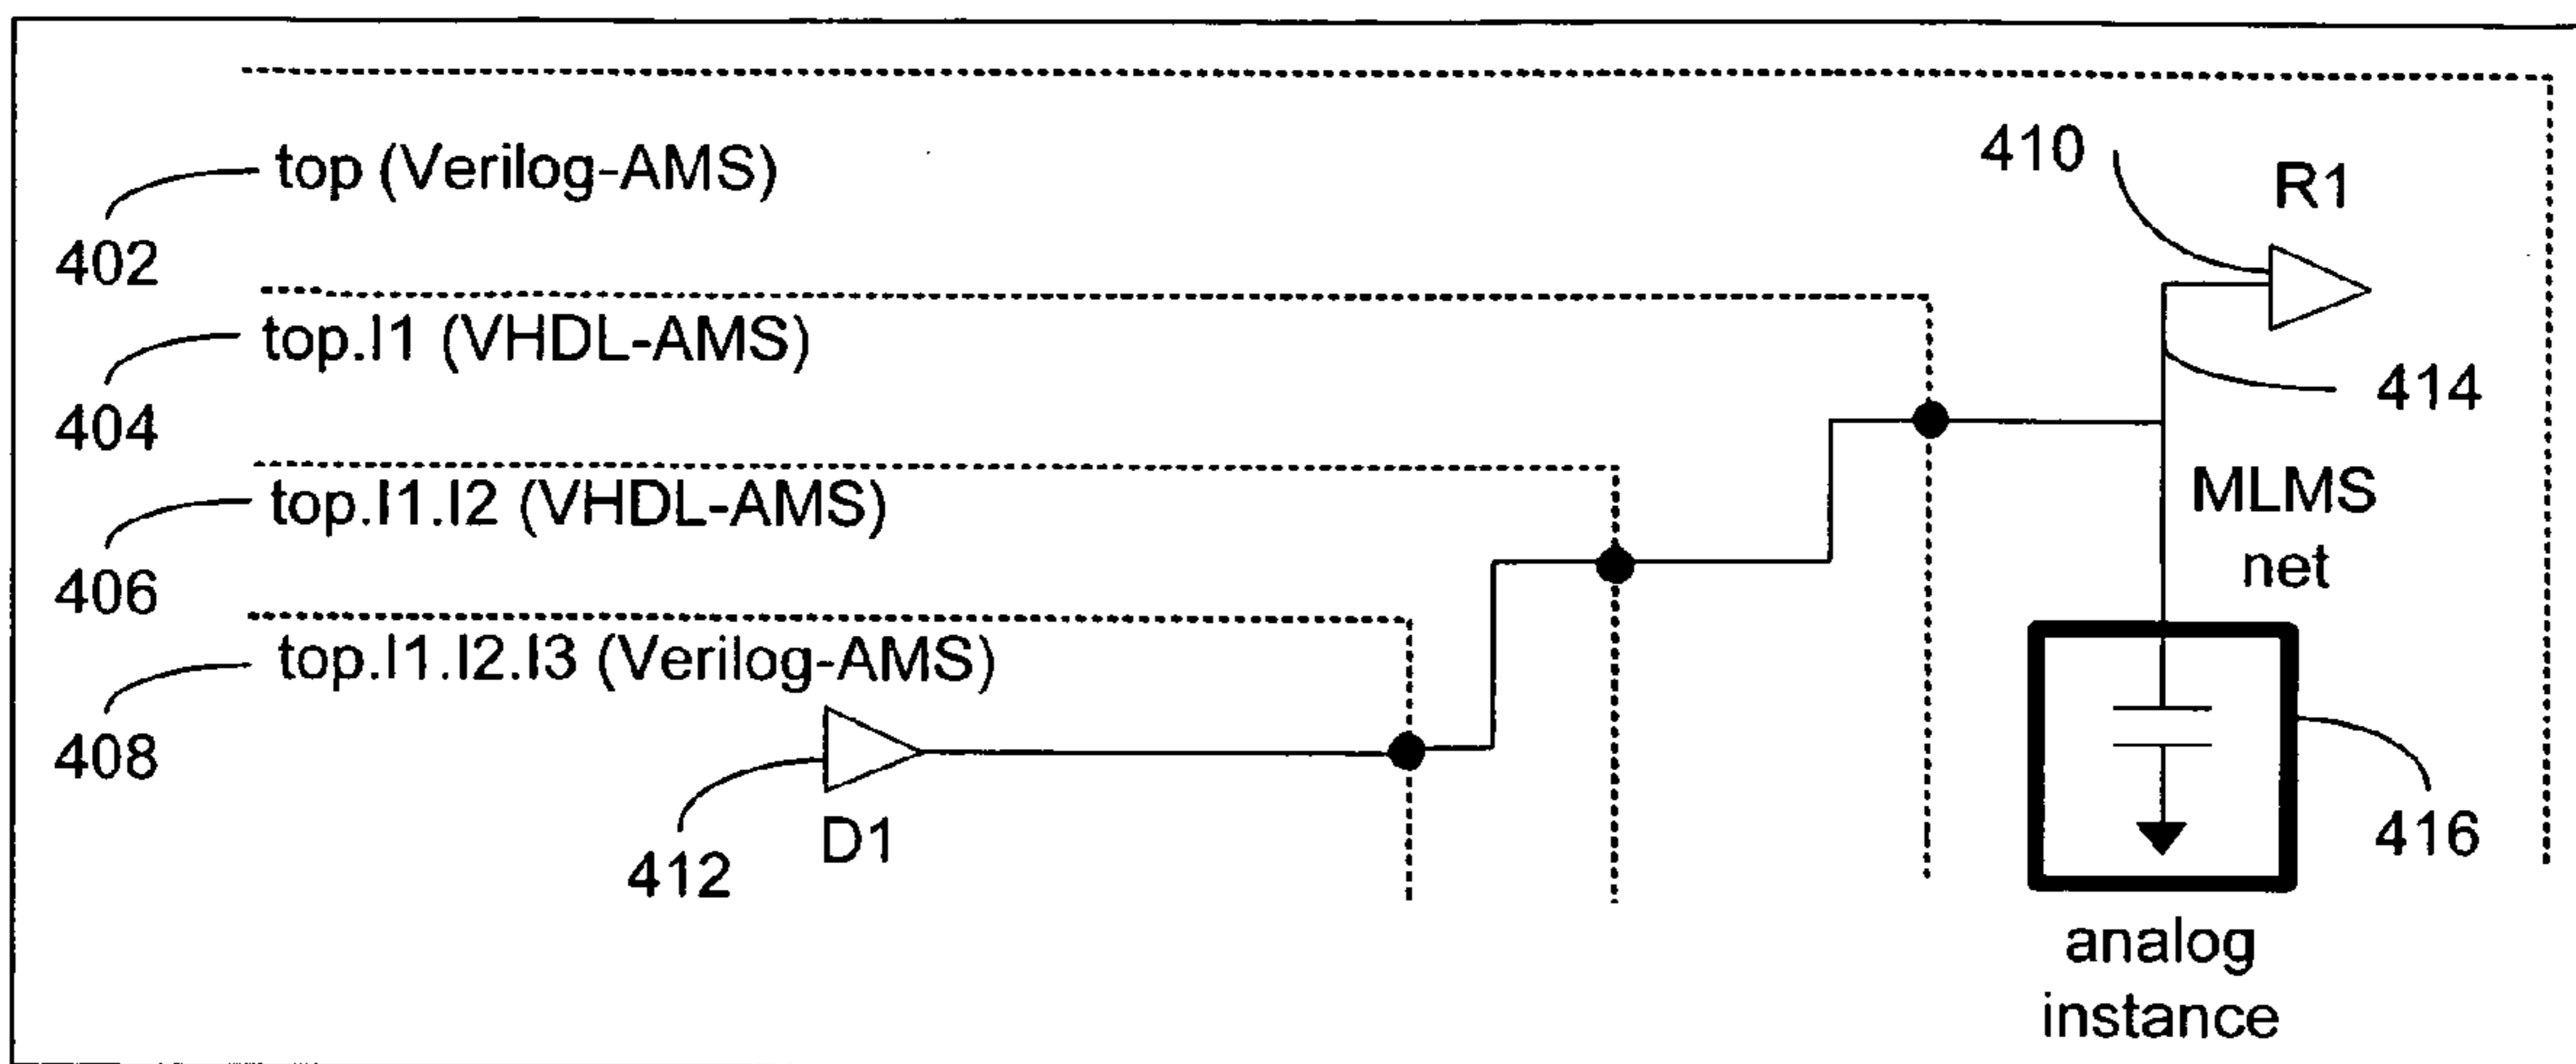 top (Verilog-AMS)
410
R1
402
top.I1 (VHDL-AMS)
414
404
top.I1.I2 (VHDL-AMS)
MLMS
net
406
top.I1.I2.I3 (Verilog-AMS)
408
D1
412
416
analog
instance